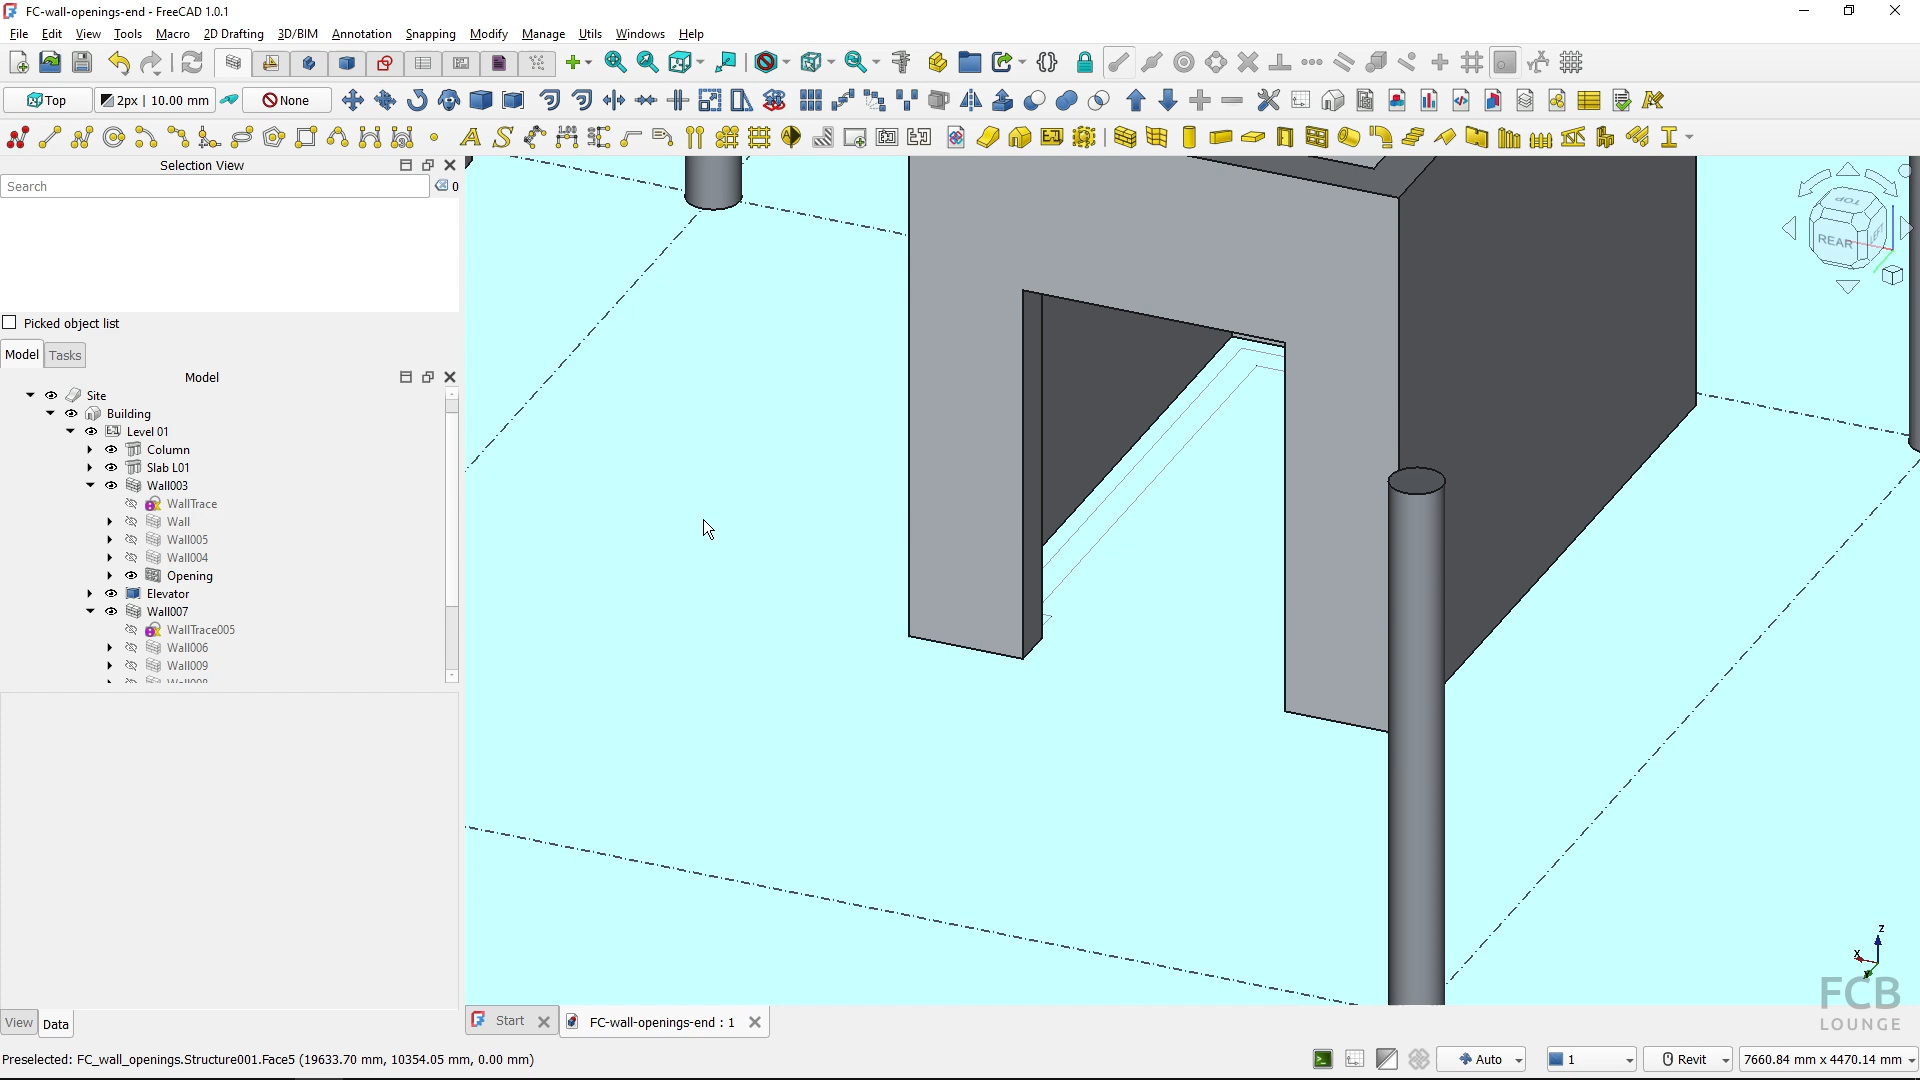 FC-wall-openings-end - FreeCAD 1.0.1
File Edit View Tools Macro 2D Drafting 3D/BIM Annotation Snapping Modify Manage Utils Windows Help
Top 2px | 10.00 mm None
Selection View
Search
0
Picked object list
Model Tasks
Model
Site
Building
Level 01
Column
Slab L01
Wall003
WallTrace
Wall
Wall005
Wall004
Opening
Elevator
Wall007
WallTrace005
Wall006
Wall009
Wall008
TOP
REAR
LEFT
Z
X
Y
FCB
LOUNGE
View Data
Start FC-wall-openings-end : 1
Preselected: FC_wall_openings.Structure001.Face5 (19633.70 mm, 10354.05 mm, 0.00 mm)
Auto 1 Revit 7660.84 mm x 4470.14 mm